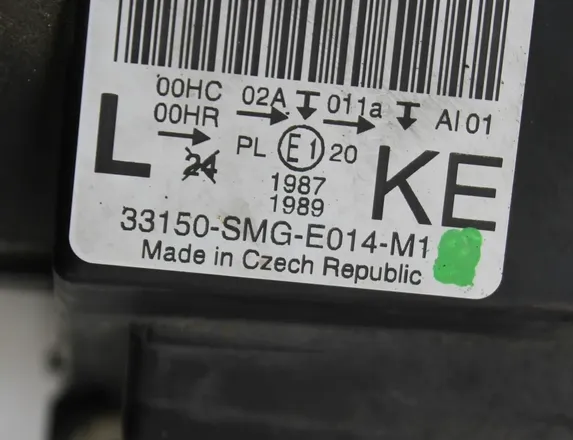 00HC 02A 011a AI 01
00HR
L PL E1 20 KE
24
1987
1989
33150-SMG-E014-M1
Made in Czech Republic